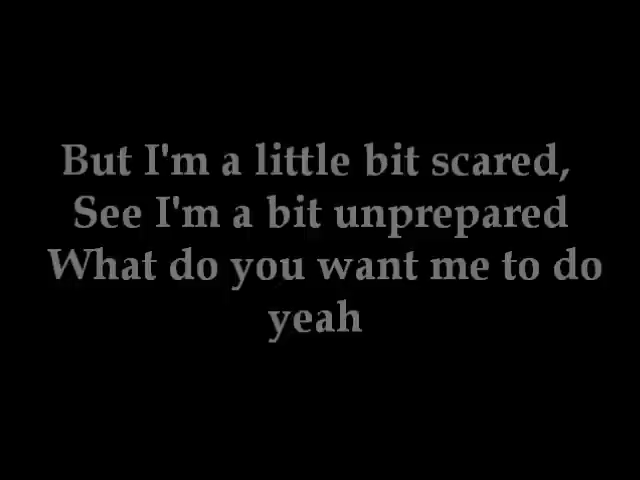 But I'm a little bit scared,
See I'm a bit unprepared
What do you want me to do
yeah